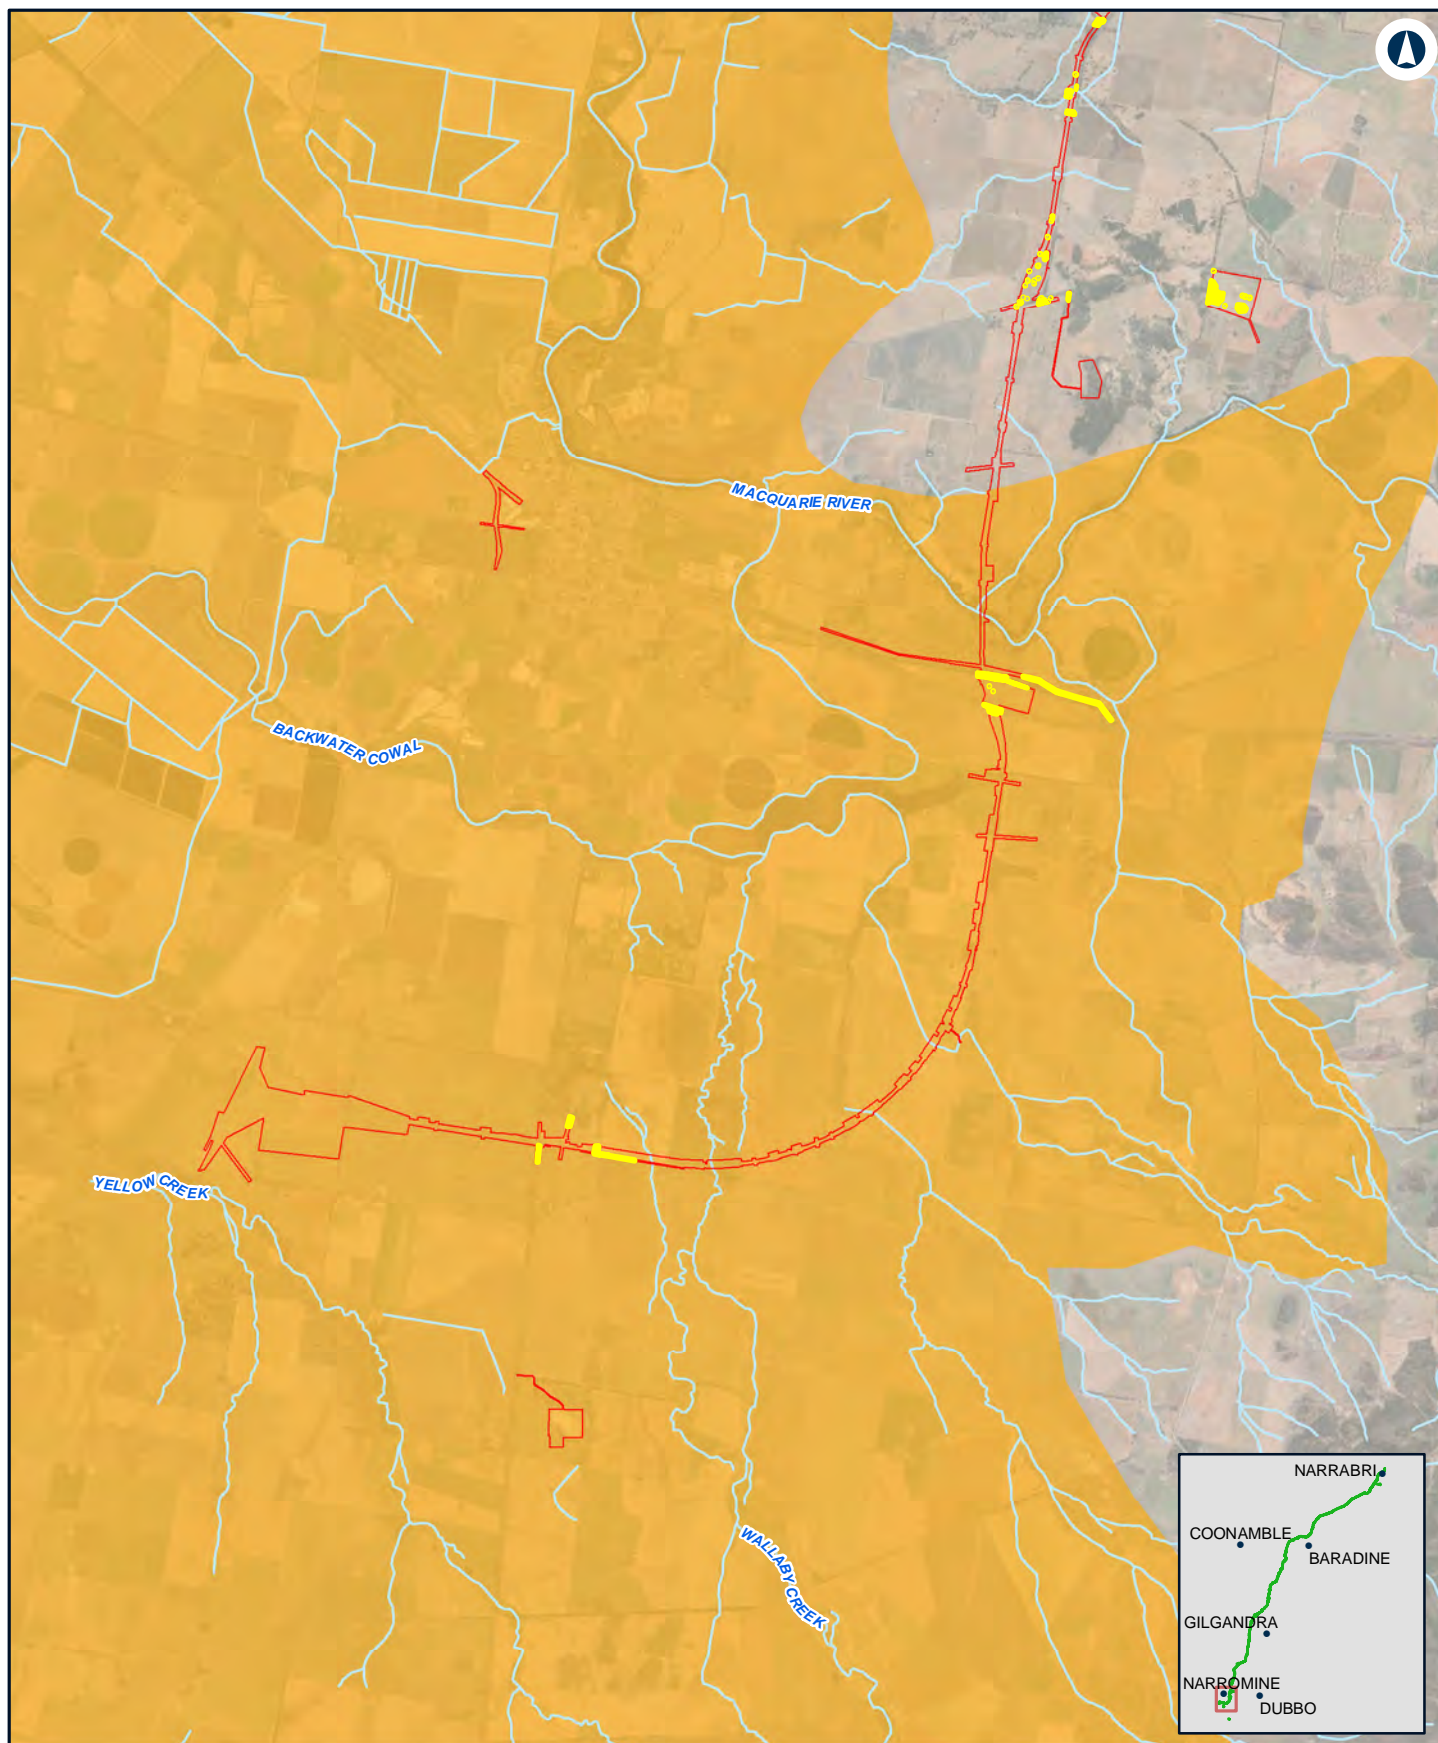 MACQUARIE RIVER
BACKWATER COWAL
YELLOW CREEK
WALLABY CREEK
NARRABRI
COONAMBLE
BARADINE
GILGANDRA
NARROMINE
DUBBO